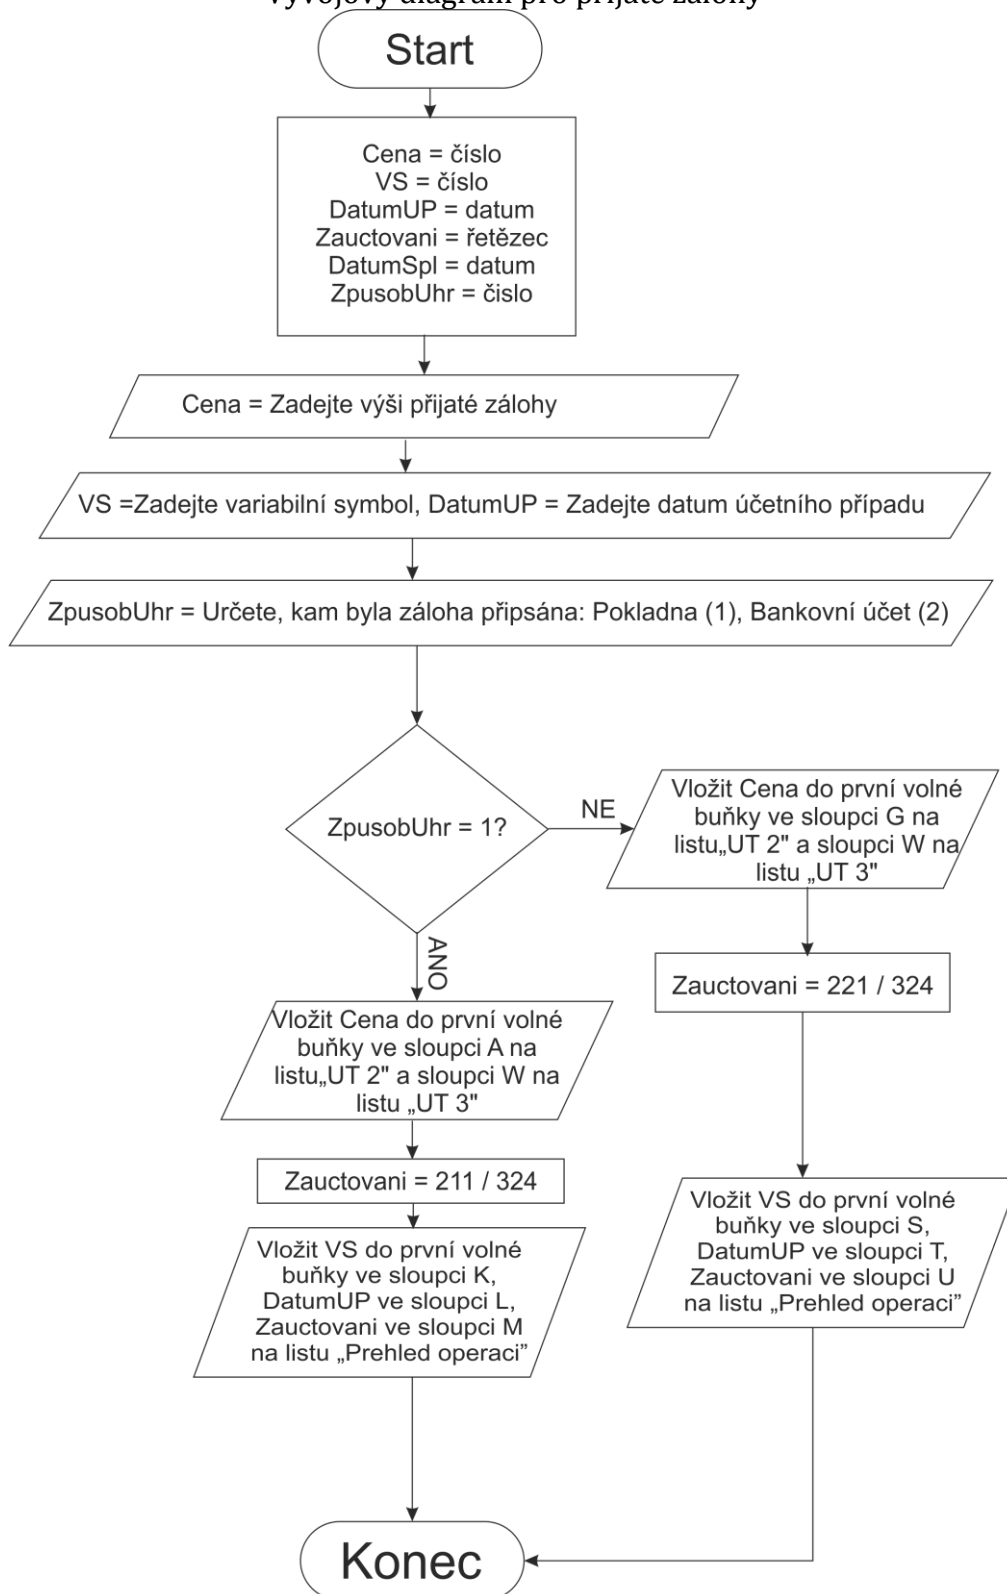 Vývojový diagram pro přijaté zálohy
Start
Cena = číslo
VS = číslo
DatumUP = datum
Zauctovani = řetězec
DatumSpl = datum
ZpusobUhr = čislo
Cena = Zadejte výši přijaté zálohy
VS =Zadejte variabilní symbol, DatumUP = Zadejte datum účetního případu
ZpusobUhr = Určete, kam byla záloha připsána: Pokladna (1), Bankovní účet (2)
ZpusobUhr = 1?
NE
Vložit Cena do první volné
buňky ve sloupci G na
listu„UT 2" a sloupci W na
listu „UT 3"
Zauctovani = 221 / 324
Vložit VS do první volné
buňky ve sloupci S,
DatumUP ve sloupci T,
Zauctovani ve sloupci U
na listu „Prehled operaci”
ANO
Vložit Cena do první volné
buňky ve sloupci A na
listu„UT 2" a sloupci W na
listu „UT 3"
Zauctovani = 211 / 324
Vložit VS do první volné
buňky ve sloupci K,
DatumUP ve sloupci L,
Zauctovani ve sloupci M
na listu „Prehled operaci”
Konec